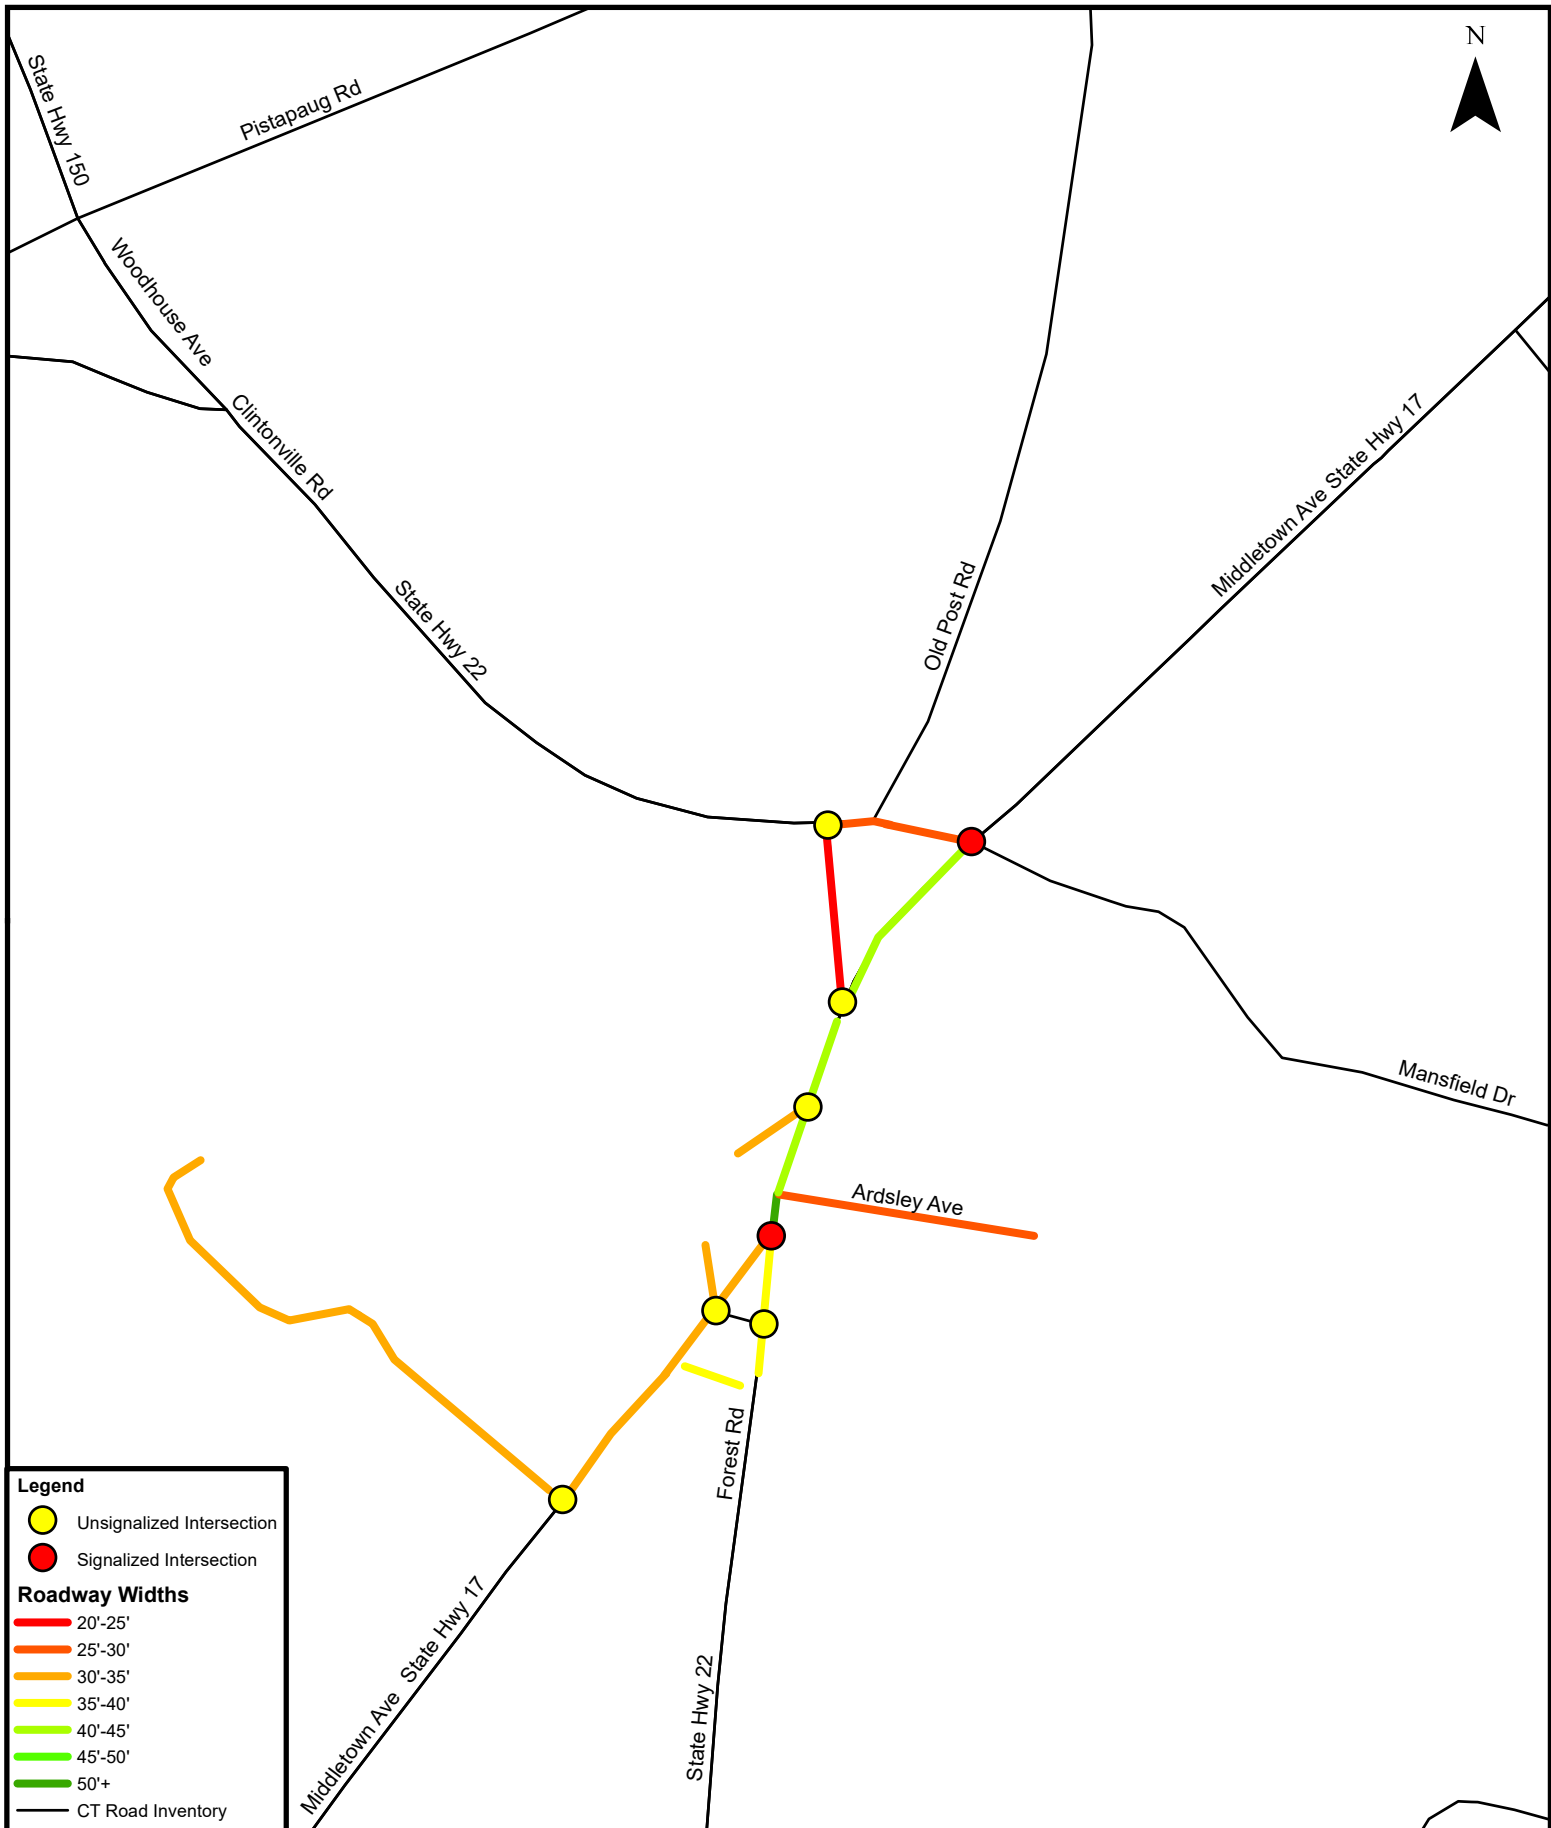 N
State Hwy 150
Pistapaug Rd
Woodhouse Ave
Clintonville Rd
State Hwy 22
Old Post Rd
Middletown Ave State Hwy 17
Mansfield Dr
Ardsley Ave
Forest Rd
State Hwy 22
Middletown Ave State Hwy 17
Legend
Unsignalized Intersection
Signalized Intersection
Roadway Widths
20'-25'
25'-30'
30'-35'
35'-40'
40'-45'
45'-50'
50'+
CT Road Inventory